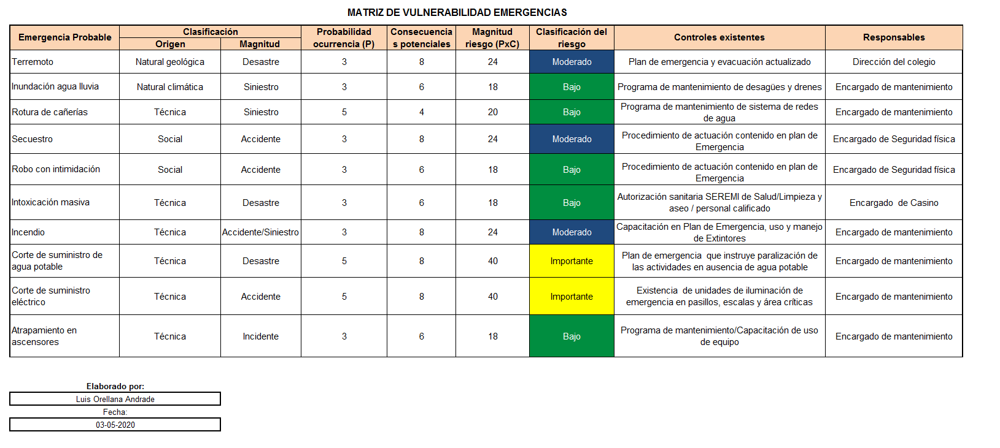 MATRIZ DE VULNERABILIDAD EMERGENCIAS
Emergencia Probable
Clasificación
Origen
Magnitud
Probabilidad
ocurrencia (P)
Consecuencia
s potenciales
Magnitud
riesgo (PxC)
Clasificación del
riesgo
Controles existentes
Responsables
Terremoto
Natural geológica
Desastre
3
8
24
Moderado
Plan de emergencia y evacuación actualizado
Dirección del colegio
Inundación agua lluvia
Natural climática
Siniestro
3
6
18
Bajo
Programa de mantenimiento de desagües y drenes
Encargado de mantenimiento
Rotura de cañerías
Técnica
Siniestro
5
4
20
Bajo
Programa de mantenimiento de sistema de redes
de agua
Encargado de mantenimiento
Secuestro
Social
Accidente
3
8
24
Moderado
Procedimiento de actuación contenido en plan de
Emergencia
Encargado de Seguridad física
Robo con intimidación
Social
Accidente
3
6
18
Bajo
Procedimiento de actuación contenido en plan de
Emergencia
Encargado de Seguridad física
Intoxicación masiva
Técnica
Desastre
3
6
18
Bajo
Autorización sanitaria SEREMI de Salud/Limpieza y
aseo / personal calificado
Encargado  de Casino
Incendio
Técnica
Accidente/Siniestro
3
8
24
Moderado
Capacitación en Plan de Emergencia, uso y manejo
de Extintores
Encargado de mantenimiento
Corte de suministro de
agua potable
Técnica
Desastre
5
8
40
Importante
Plan de emergencia  que instruye paralización de
las actividades en ausencia de agua potable
Encargado de mantenimiento
Corte de suministro
eléctrico
Técnica
Accidente
5
8
40
Importante
Existencia  de unidades de iluminación de
emergencia en pasillos, escalas y área críticas
Encargado de mantenimiento
Atrapamiento en
ascensores
Técnica
Incidente
3
6
18
Bajo
Programa de mantenimiento/Capacitación de uso
de equipo
Encargado de mantenimiento
Elaborado por:
Luis Orellana Andrade
Fecha:
03-05-2020